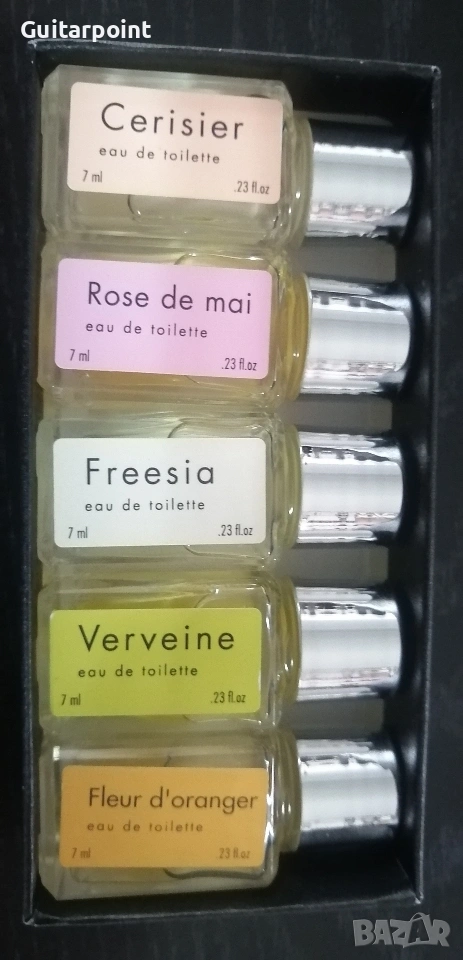 Guitarpoint
Cerisier
eau de toilette
7 ml .23 fl.oz
Rose de mai
eau de toilette
7 ml .23 fl.oz
Freesia
eau de toilette
7 ml .23 fl.oz
Verveine
eau de toilette
7 ml .23 fl.oz
Fleur d'oranger
eau de toilette
7 ml .23 fl.oz
BAZAR